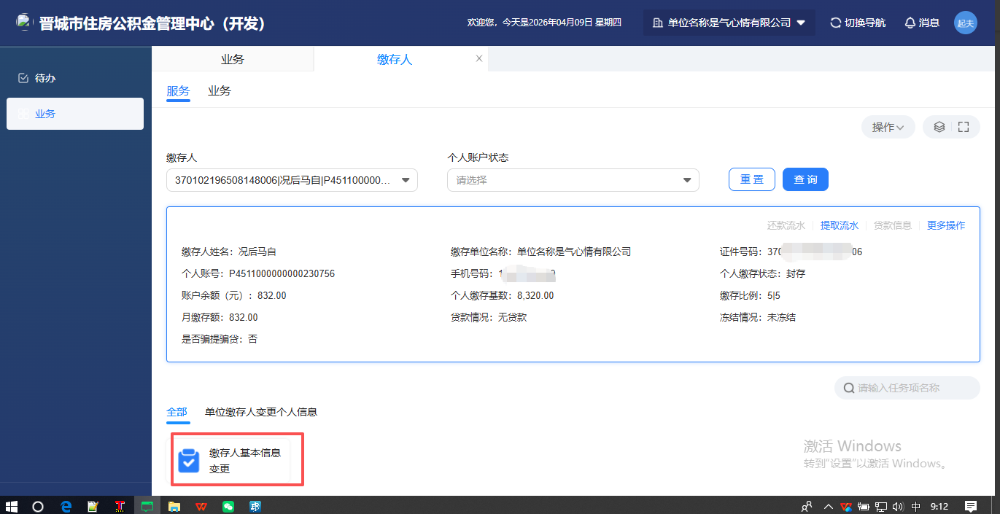 晋城市住房公积金管理中心（开发）
欢迎您，今天是2026年04月09日 星期四
单位名称是气心情有限公司
切换导航
消息
起夫
待办
业务
业务
缴存人
服务
业务
操作
缴存人
个人账户状态
370102196508148006|况后马自|P451100000...
请选择
重 置
查 询
还款流水
提取流水
贷款信息
更多操作
缴存人姓名：况后马自
缴存单位名称：单位名称是气心情有限公司
证件号码：370 06
个人账号：P4511000000000230756
手机号码：1
个人缴存状态：封存
账户余额（元）：832.00
个人缴存基数：8,320.00
缴存比例：5|5
月缴存额：832.00
贷款情况：无贷款
冻结情况：未冻结
是否骗提骗贷：否
请输入任务项名称
全部
单位缴存人变更个人信息
缴存人基本信息
变更
激活 Windows
转到"设置"以激活 Windows。
中
9:12